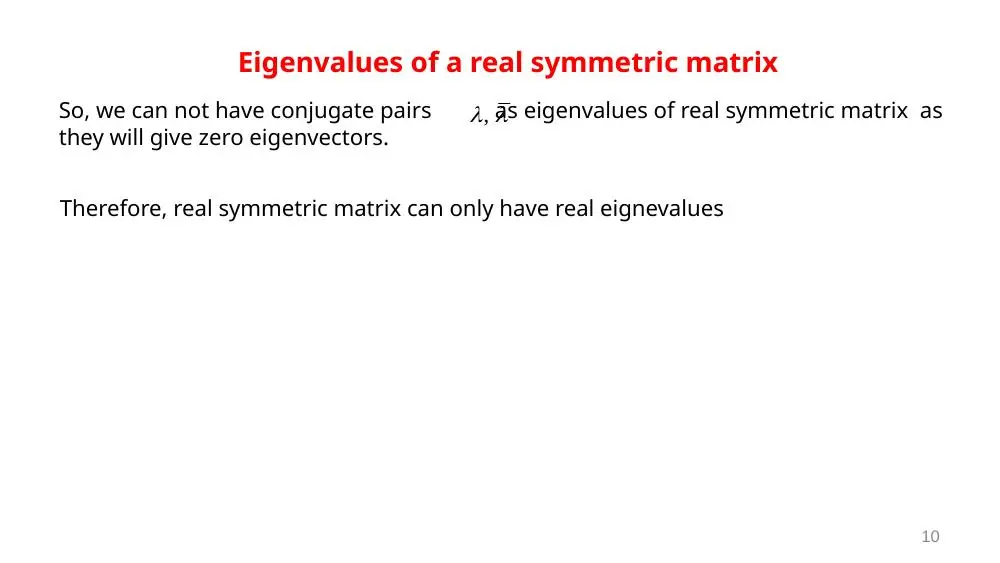 Eigenvalues of a real symmetric matrix
So, we can not have conjugate pairs λ, λ̅ as eigenvalues of real symmetric matrix as
they will give zero eigenvectors.
Therefore, real symmetric matrix can only have real eignevalues
10